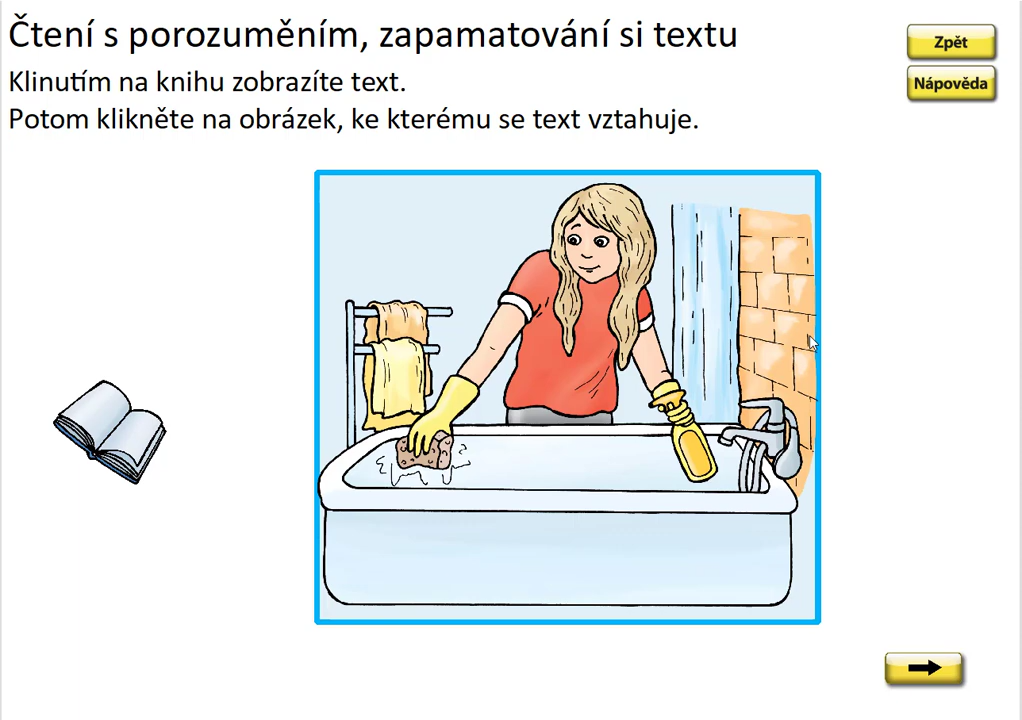 Čtení s porozuměním, zapamatování si textu
Klinutím na knihu zobrazíte text.
Potom klikněte na obrázek, ke kterému se text vztahuje.
Zpět
Nápověda